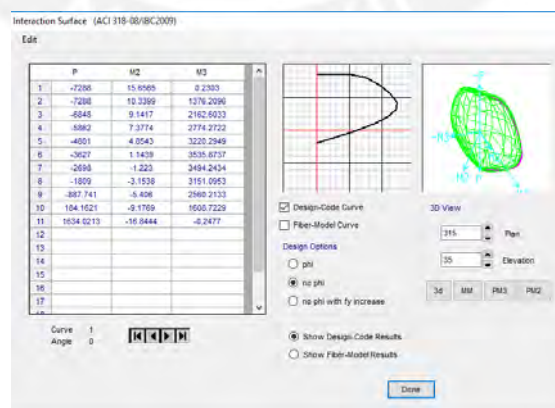 Interaction Surface (ACI 318-08/IBC2009)
Edit
P M2 M3
1 -7288 15.6565 0.2303
2 -7288 10.3399 1376.2096
3 -6848 9.1417 2162.6033
4 -5882 7.3774 2774.2722
5 -4801 4.0543 3220.2949
6 -3627 1.1439 3535.6737
7 -2698 -1.223 3494.2434
8 -1809 -3.1538 3151.0953
9 -887.741 -5.406 2560.2133
10 184.1621 -9.1769 1608.7229
11 1634.0213 -16.8444 -0.2477
12
13
14
15
16
17
Curve 1
Angle 0
Design-Code Curve
Fiber-Model Curve
Design Options
phi
no phi
no phi with fy increase
Show Design-Code Results
Show Fiber-Model Results
3D View
315 Plan
35 Elevation
3d MM PM3 PM2
Done